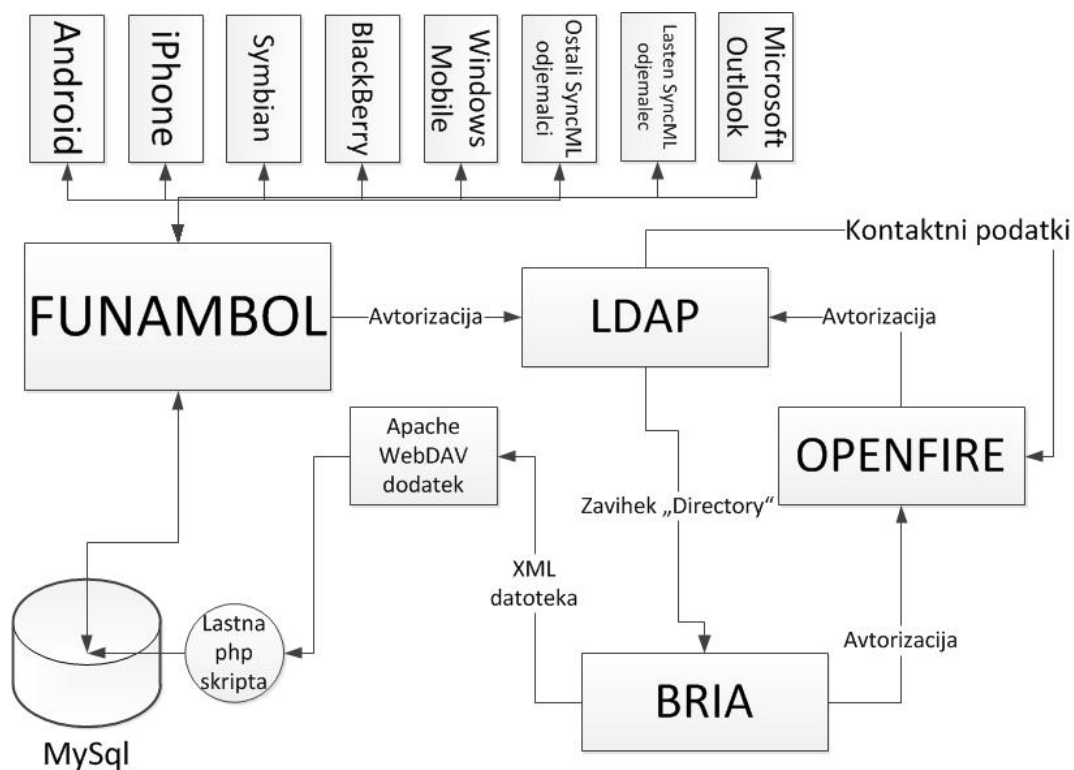 Android
iPhone
Symbian
BlackBerry
Windows
Mobile
Ostali SyncML
odjemalci
Lasten SyncML
odjemalec
Microsoft
Outlook
Kontaktni podatki
FUNAMBOL
Avtorizacija
LDAP
Avtorizacija
Apache
WebDAV
dodatek
OPENFIRE
Zavihek „Directory“
XML
datoteka
Lastna
php
skripta
Avtorizacija
BRIA
MySql